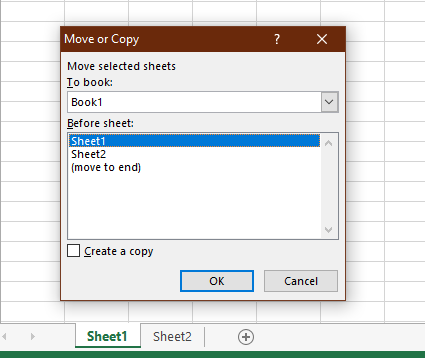 Move or Copy
?
Move selected sheets
To book:
Book1
Before sheet:
Sheet1
Sheet2
(move to end)
Create a copy
OK Cancel
Sheet1 Sheet2